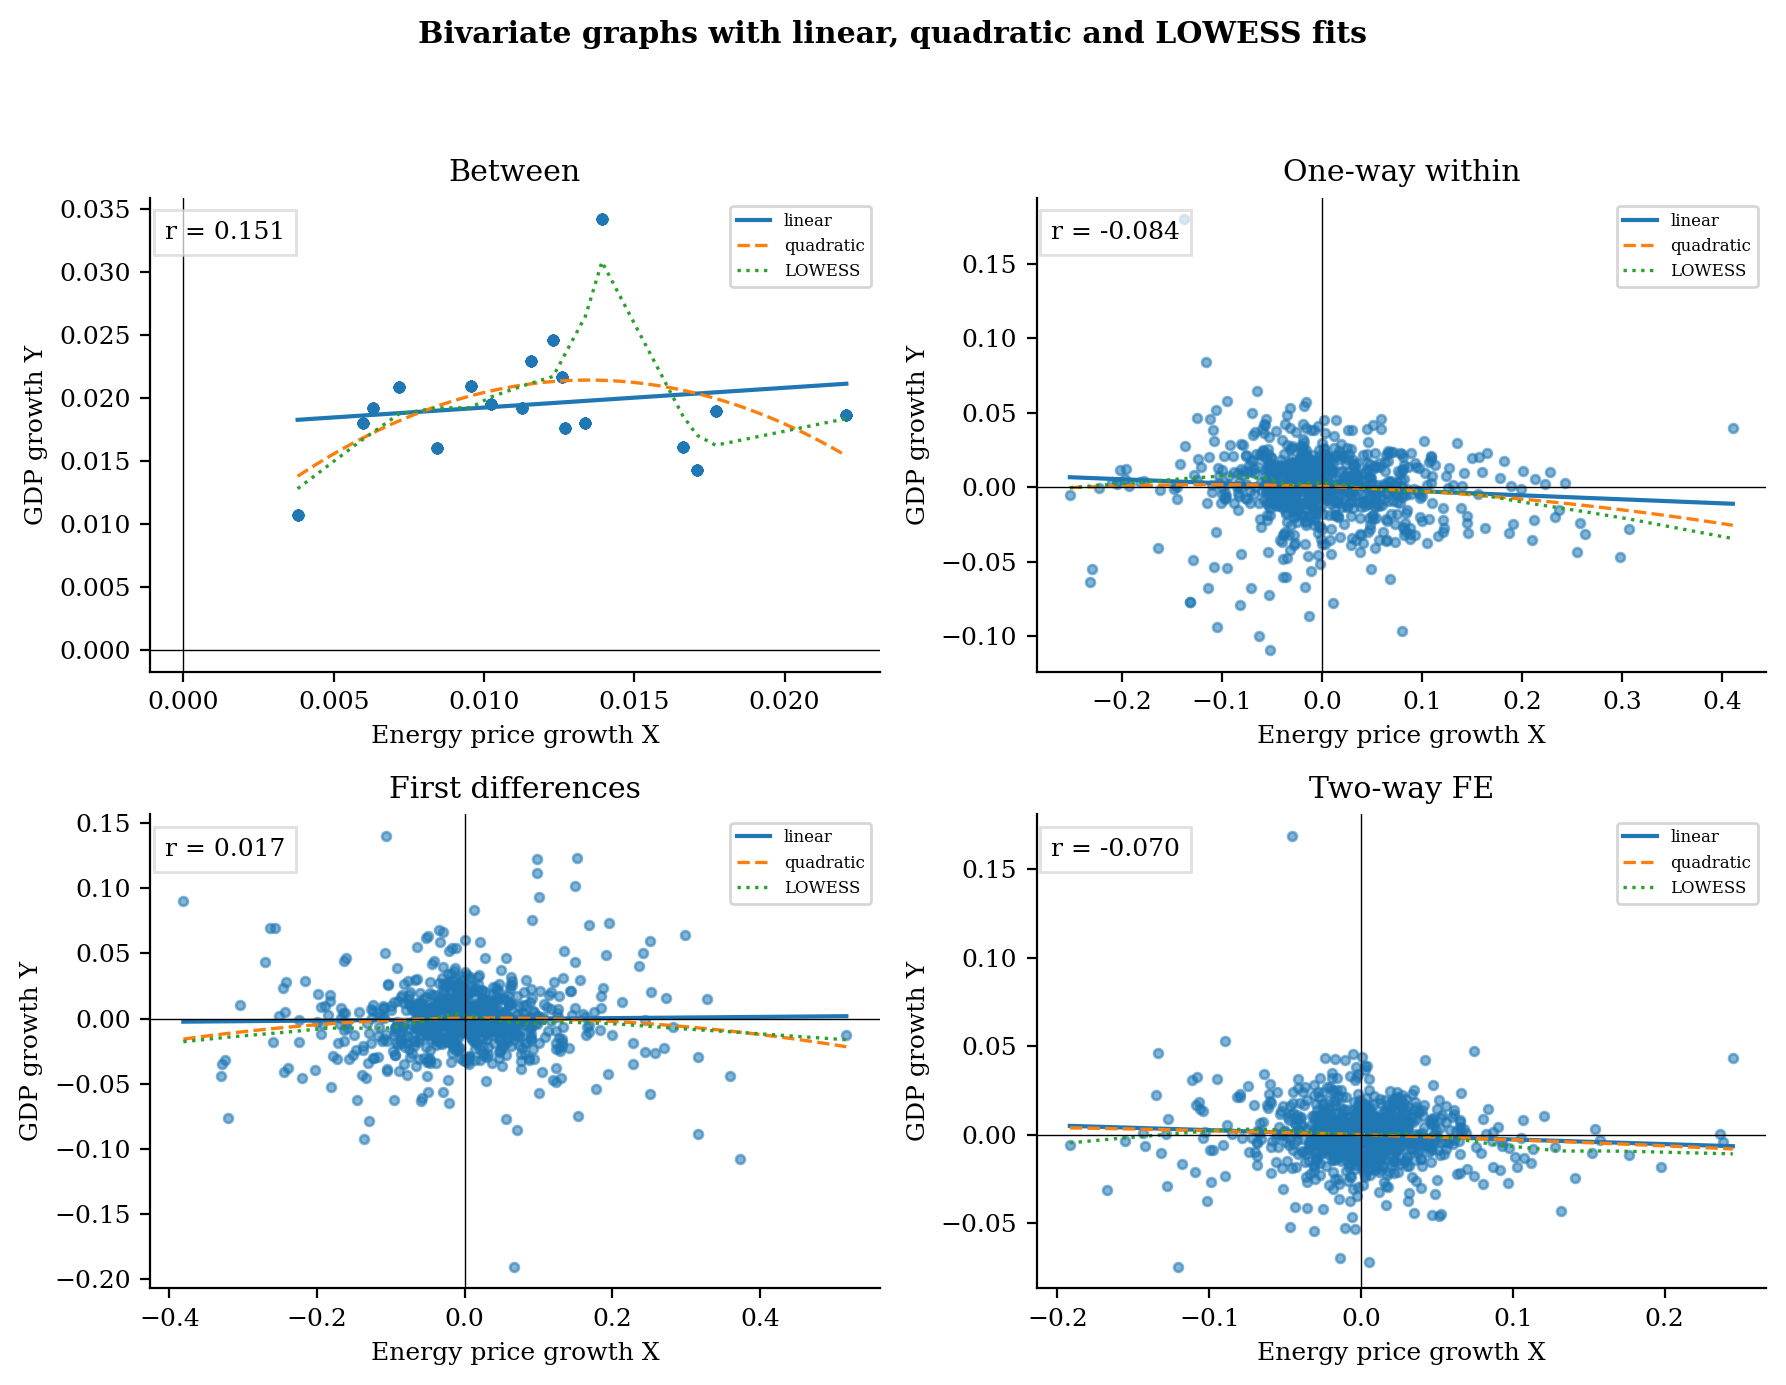 Bivariate graphs with linear, quadratic and LOWESS fits
Between
r = 0.151
linear
quadratic
LOWESS
0.035
0.030
0.025
0.020
0.015
0.010
0.005
0.000
GDP growth Y
0.000 0.005 0.010 0.015 0.020
Energy price growth X
One-way within
r = -0.084
linear
quadratic
LOWESS
0.15
0.10
0.05
0.00
−0.05
−0.10
GDP growth Y
−0.2 −0.1 0.0 0.1 0.2 0.3 0.4
Energy price growth X
First differences
r = 0.017
linear
quadratic
LOWESS
0.15
0.10
0.05
0.00
−0.05
−0.10
−0.15
−0.20
GDP growth Y
−0.4 −0.2 0.0 0.2 0.4
Energy price growth X
Two-way FE
r = -0.070
linear
quadratic
LOWESS
0.15
0.10
0.05
0.00
−0.05
GDP growth Y
−0.2 −0.1 0.0 0.1 0.2
Energy price growth X